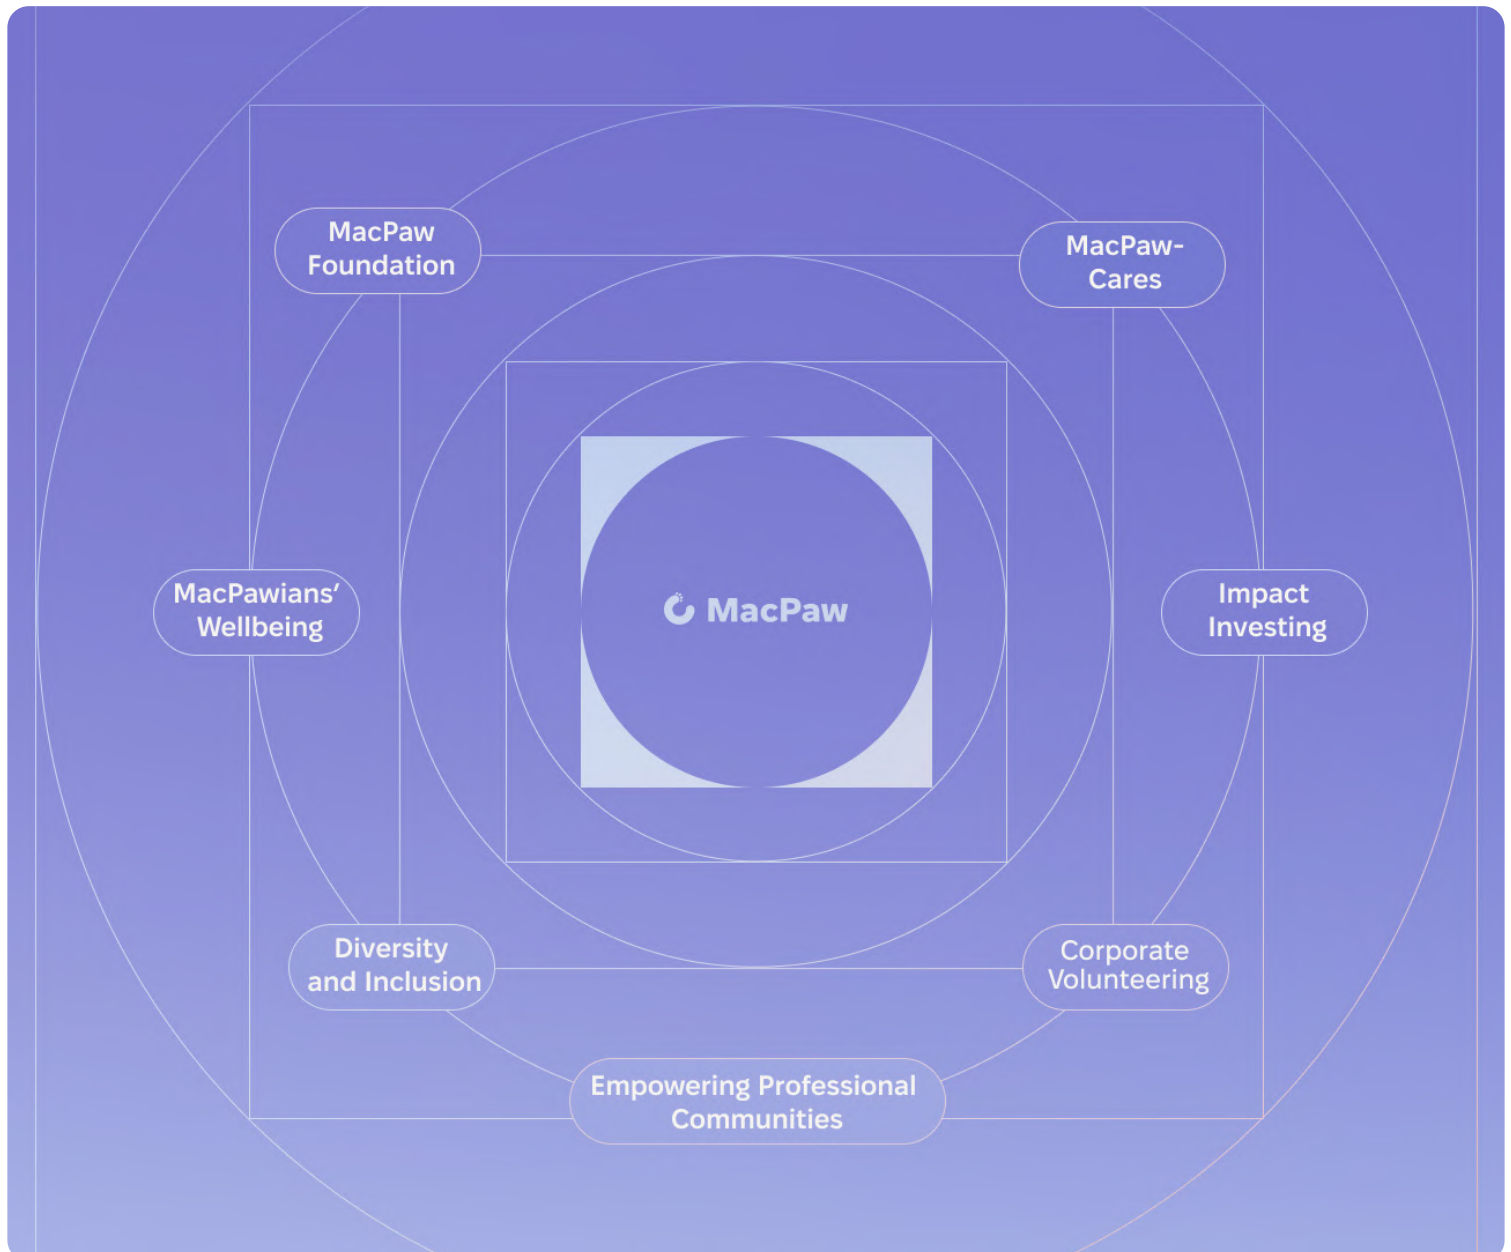 MacPaw
Foundation
MacPaw-
Cares
MacPawians’
Wellbeing
MacPaw
Impact
Investing
Diversity
and Inclusion
Corporate
Volunteering
Empowering Professional
Communities